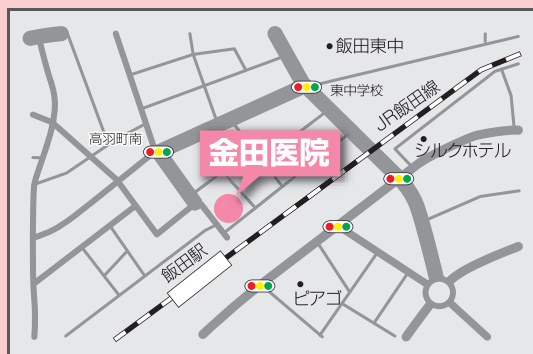 飯田東中
東中学校
JR飯田線
高羽町南
シルクホテル
金田医院
飯田駅
ピアゴ